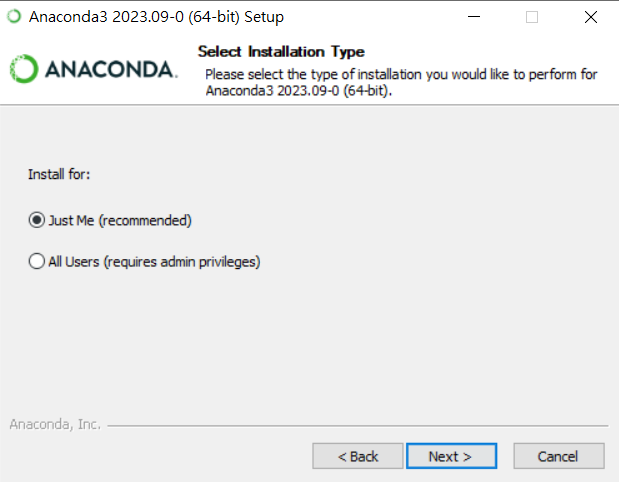 Anaconda3 2023.09-0 (64-bit) Setup
ANACONDA.
Select Installation Type
Please select the type of installation you would like to perform for
Anaconda3 2023.09-0 (64-bit).
Install for:
Just Me (recommended)
All Users (requires admin privileges)
Anaconda, Inc.
< Back
Next >
Cancel